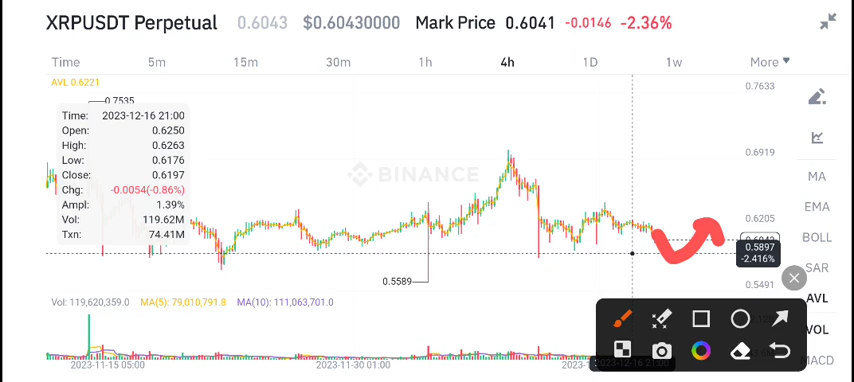 XRPUSDT Perpetual 0.6043 $0.60430000 Mark Price 0.6041 -0.0146 -2.36%
Time 5m 15m 30m 1h 4h 1D 1w More
AVL 0.6221
0.7633
0.7535
Time: 2023-12-16 21:00
Open: 0.6250
High: 0.6263
Low: 0.6176
Close: 0.6197
Chg: -0.0054(-0.86%)
Ampl: 1.39%
Vol: 119.62M
Txn: 74.41M
BINANCE
0.6919
0.6205
0.5897
-2.416%
0.5491
0.5589
MA
EMA
BOLL
SAR
AVL
VOL
MACD
Vol: 119,620,359.0 MA(5): 79,010,791.8 MA(10): 111,063,701.0
2023-11-15 05:00 2023-11-30 01:00 2023-12-16 21:00